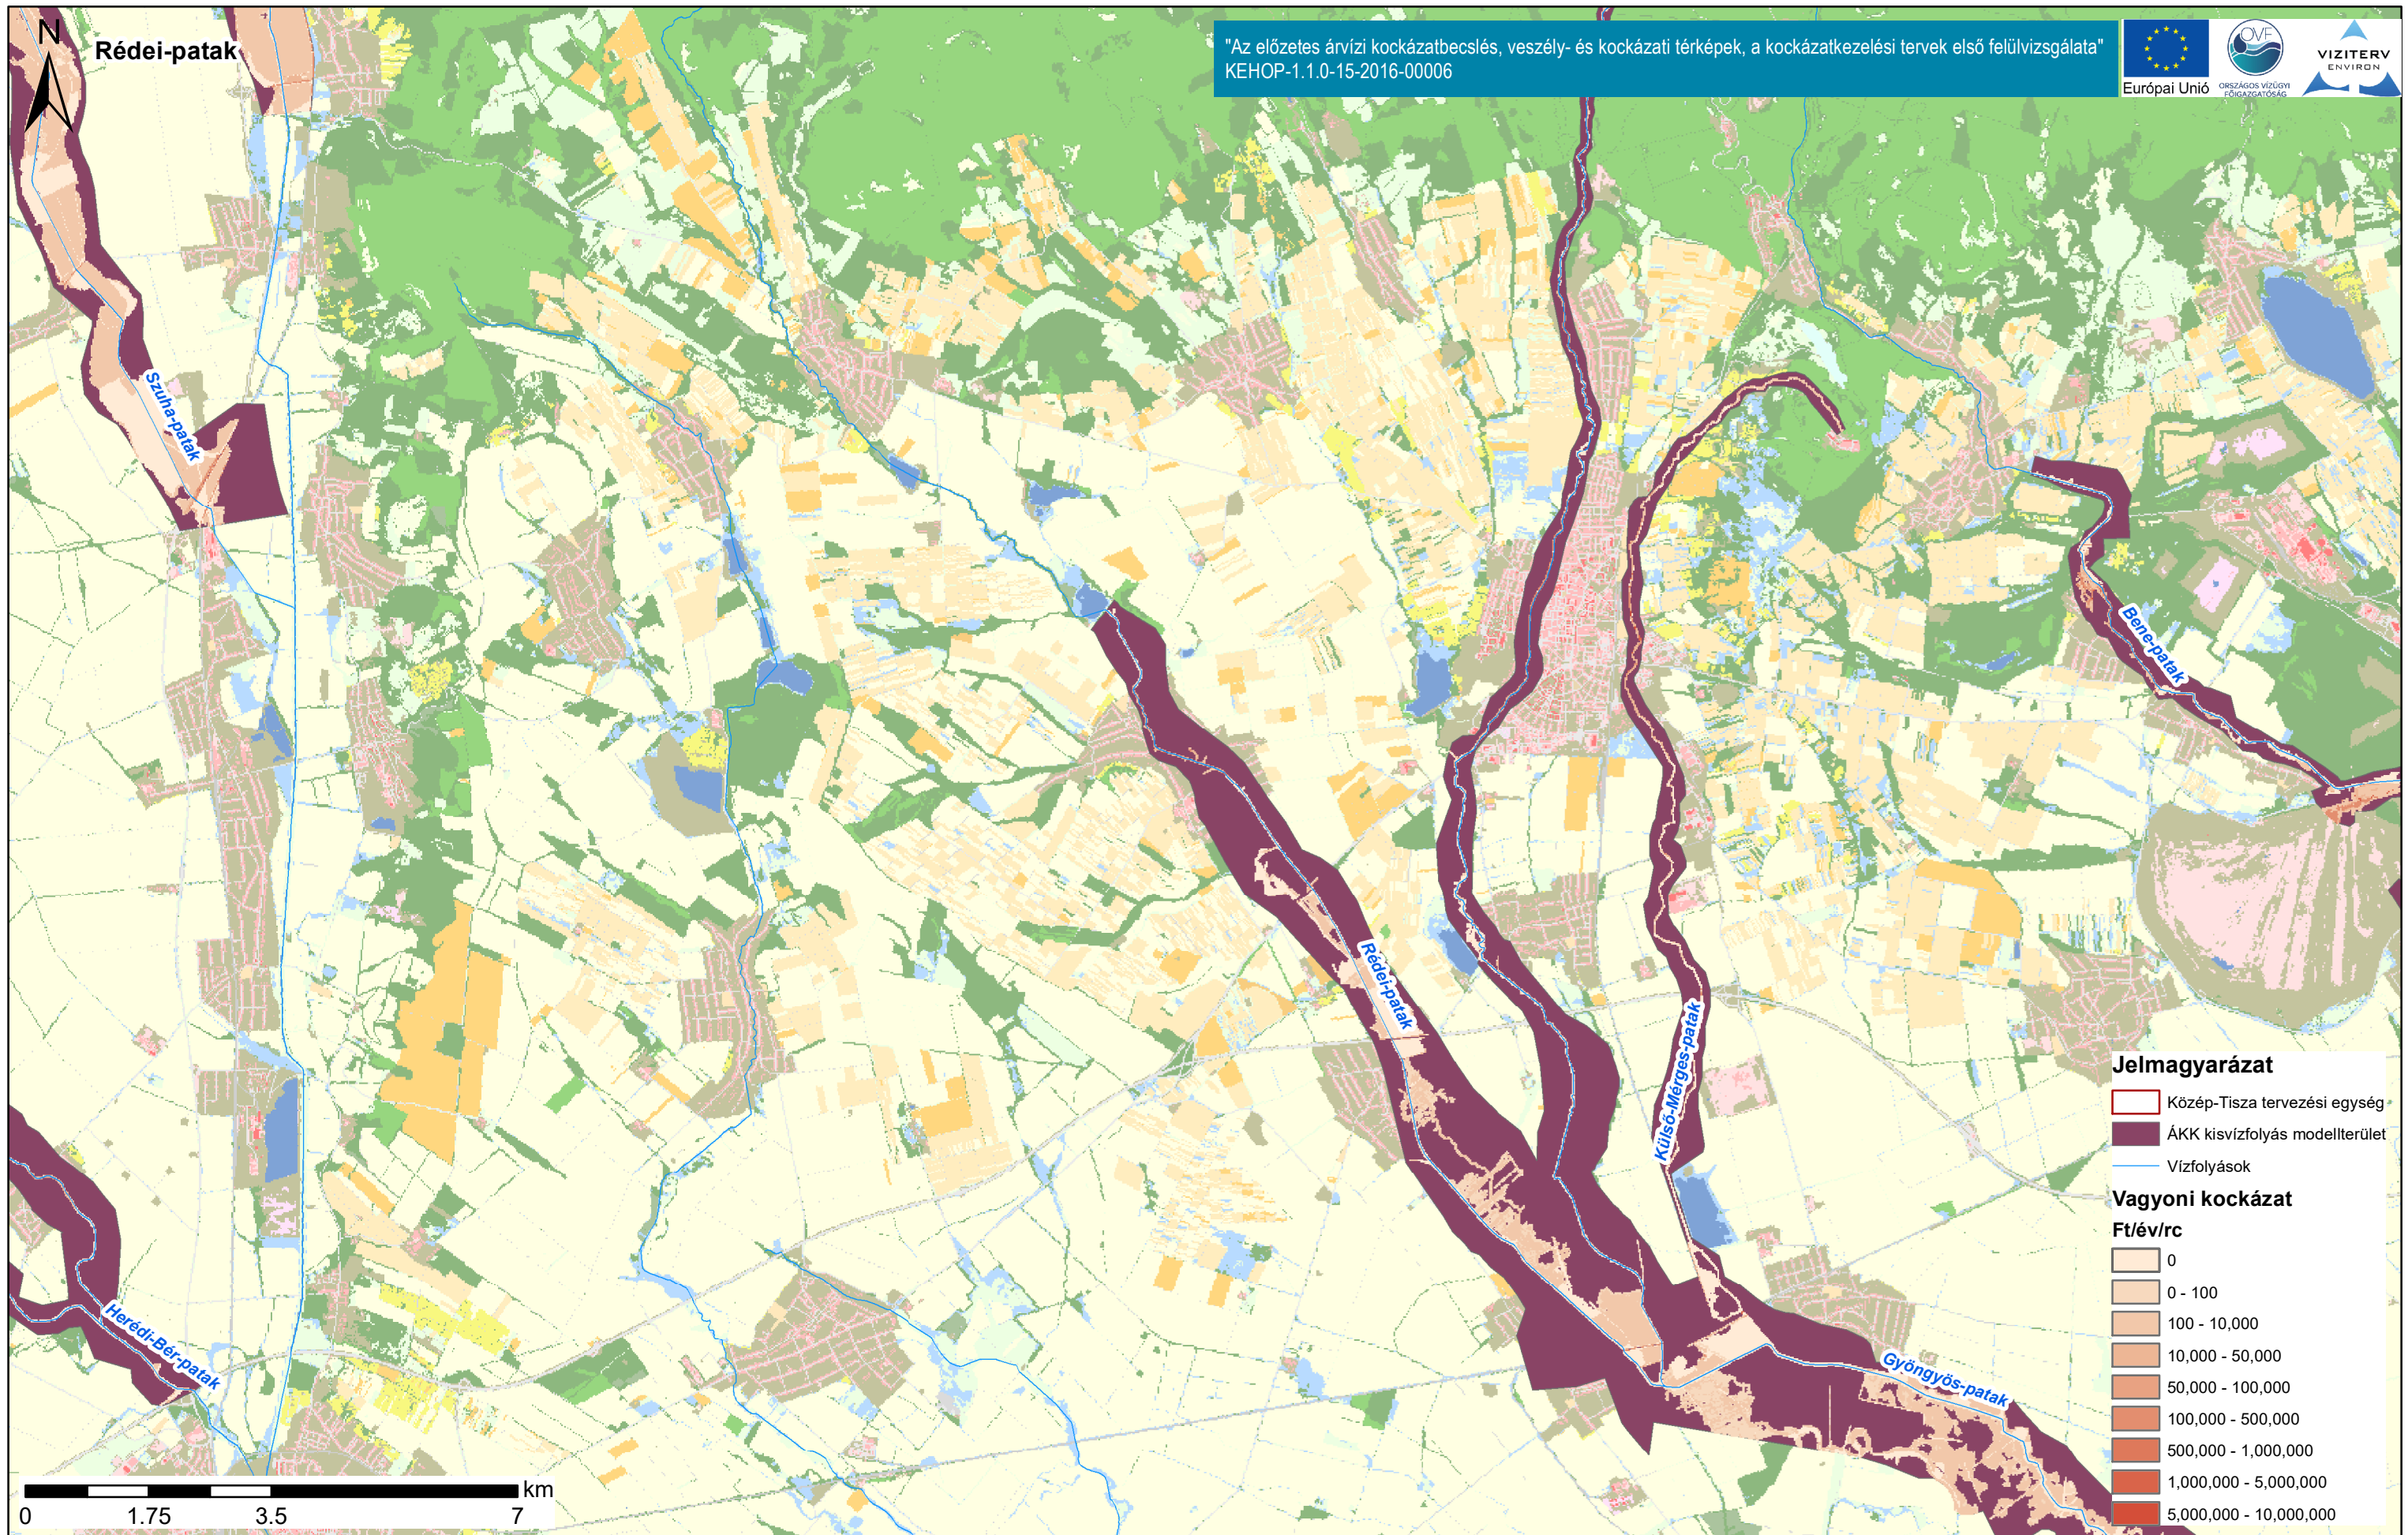 N
Rédei-patak
"Az előzetes árvízi kockázatbecslés, veszély- és kockázati térképek, a kockázatkezelési tervek első felülvizsgálata"
KEHOP-1.1.0-15-2016-00006
Európai Unió
OVF
ORSZÁGOS VÍZÜGYI
FŐIGAZGATÓSÁG
VIZITERV
ENVIRON
Szuha-patak
Bene-patak
Rédei-patak
Külső-Mérges-patak
Herédi-Bér-patak
Gyöngyös-patak
Jelmagyarázat
Közép-Tisza tervezési egység
ÁKK kisvízfolyás modellterület
Vízfolyások
Vagyoni kockázat
Ft/év/rc
0
0 - 100
100 - 10,000
10,000 - 50,000
50,000 - 100,000
100,000 - 500,000
500,000 - 1,000,000
1,000,000 - 5,000,000
5,000,000 - 10,000,000
km
0 1.75 3.5 7